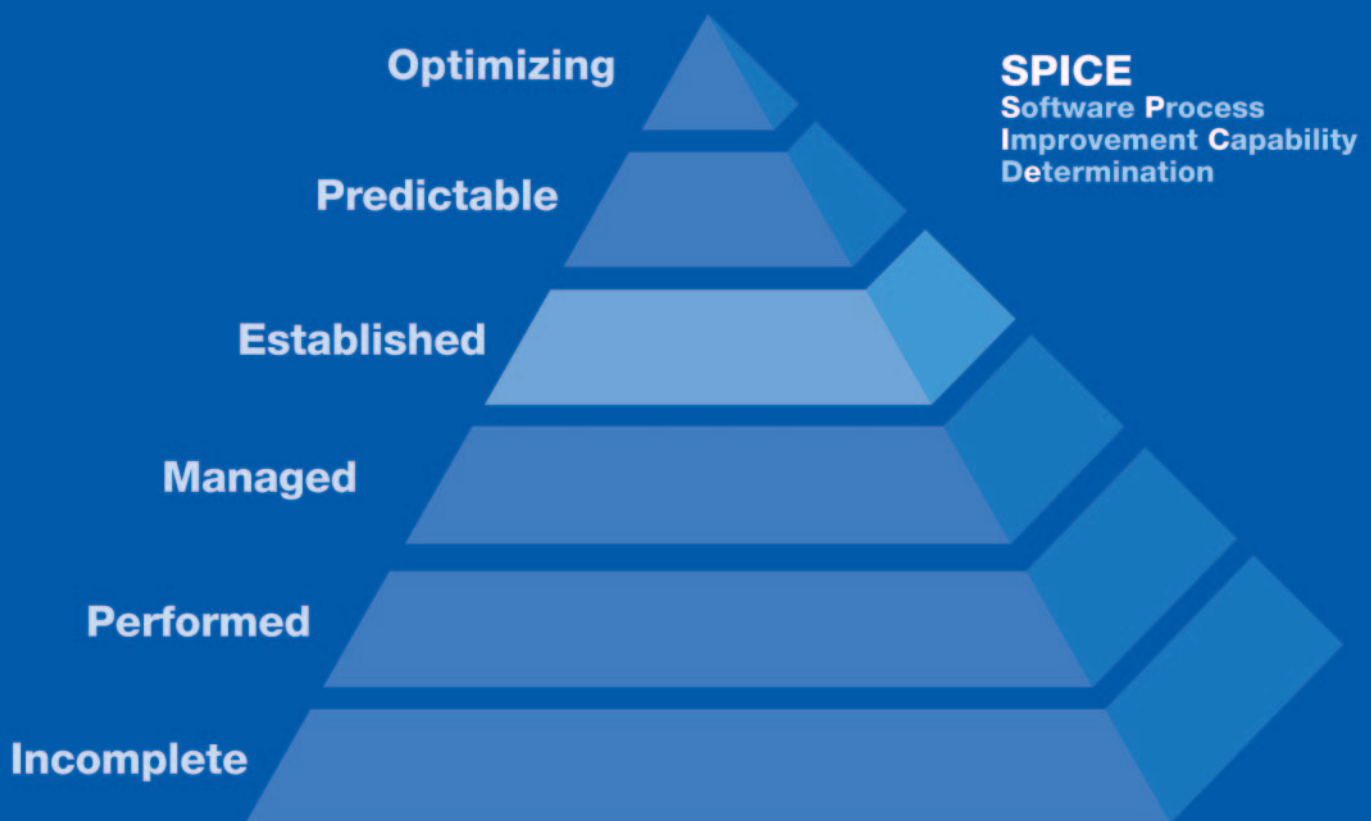 Optimizing
SPICE
Software Process
Improvement Capability
Determination
Predictable
Established
Managed
Performed
Incomplete